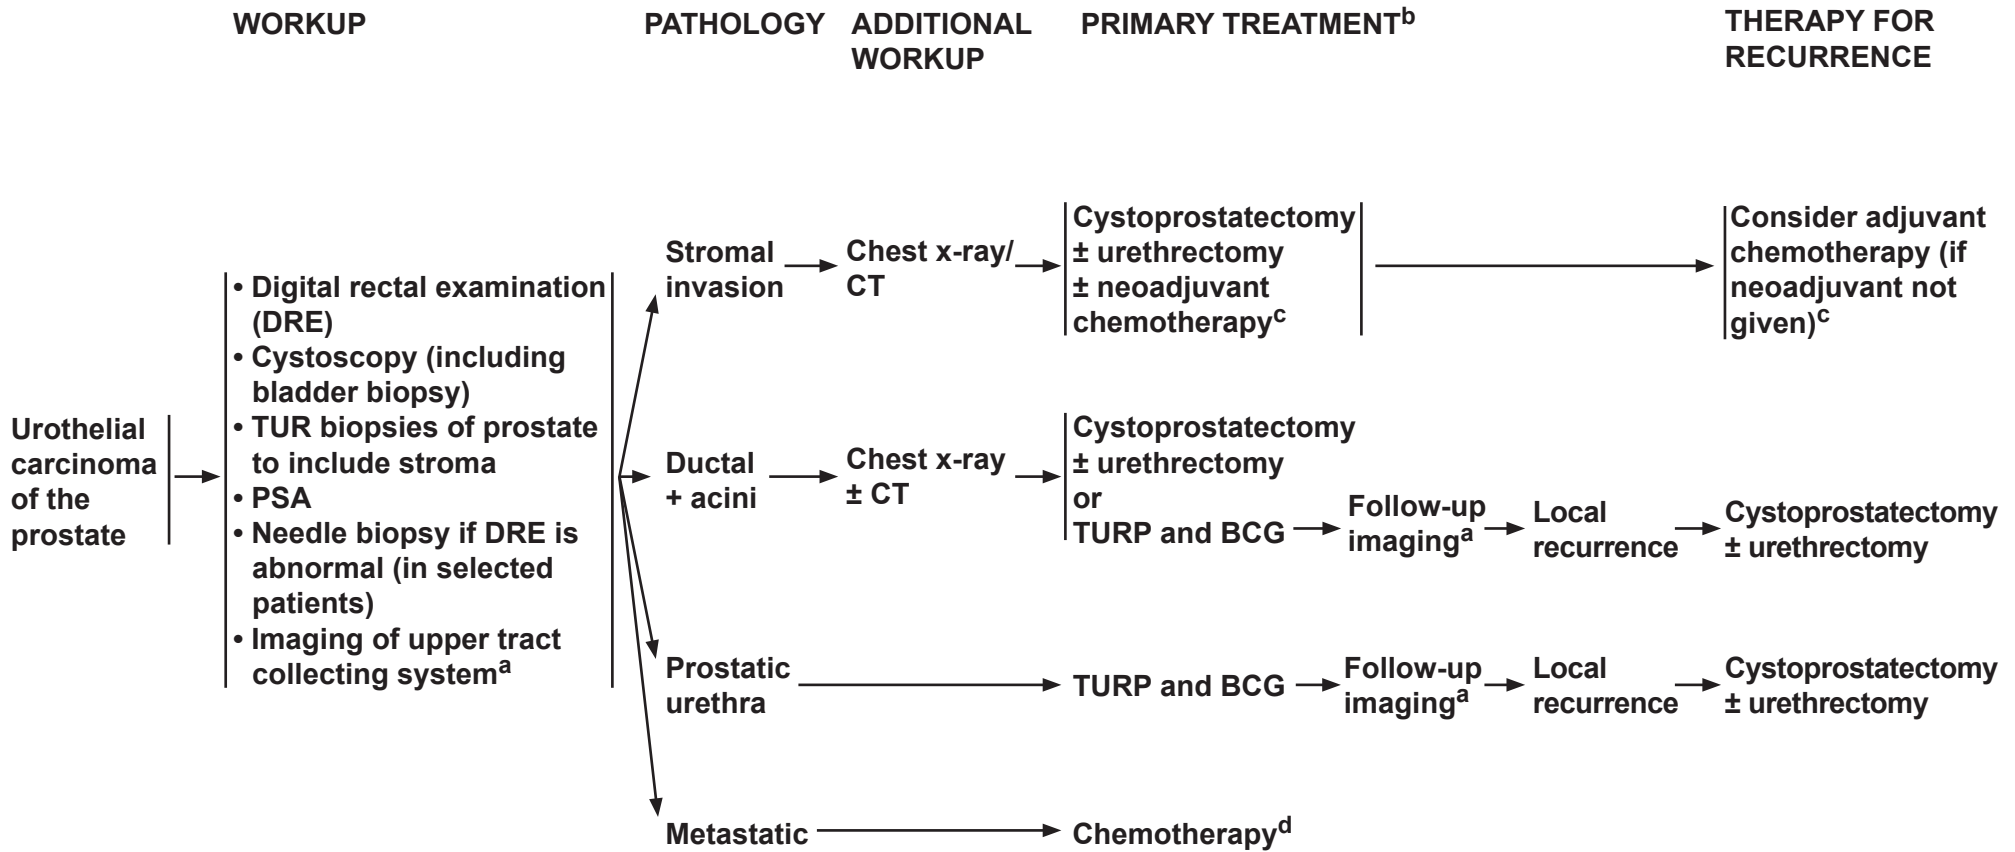 WORKUP
PATHOLOGY
ADDITIONAL
WORKUP
PRIMARY TREATMENTb
THERAPY FOR
RECURRENCE
Urothelial
carcinoma
of the
prostate
• Digital rectal examination
(DRE)
• Cystoscopy (including
bladder biopsy)
• TUR biopsies of prostate
to include stroma
• PSA
• Needle biopsy if DRE is
abnormal (in selected
patients)
• Imaging of upper tract
collecting systema
Stromal
invasion
Chest x-ray/
CT
Cystoprostatectomy
± urethrectomy
± neoadjuvant
chemotherapyc
Consider adjuvant
chemotherapy (if
neoadjuvant not
given)c
Ductal
+ acini
Chest x-ray
± CT
Cystoprostatectomy
± urethrectomy
or
TURP and BCG
Follow-up
imaginga
Local
recurrence
Cystoprostatectomy
± urethrectomy
Prostatic
urethra
TURP and BCG
Follow-up
imaginga
Local
recurrence
Cystoprostatectomy
± urethrectomy
Metastatic
Chemotherapyd